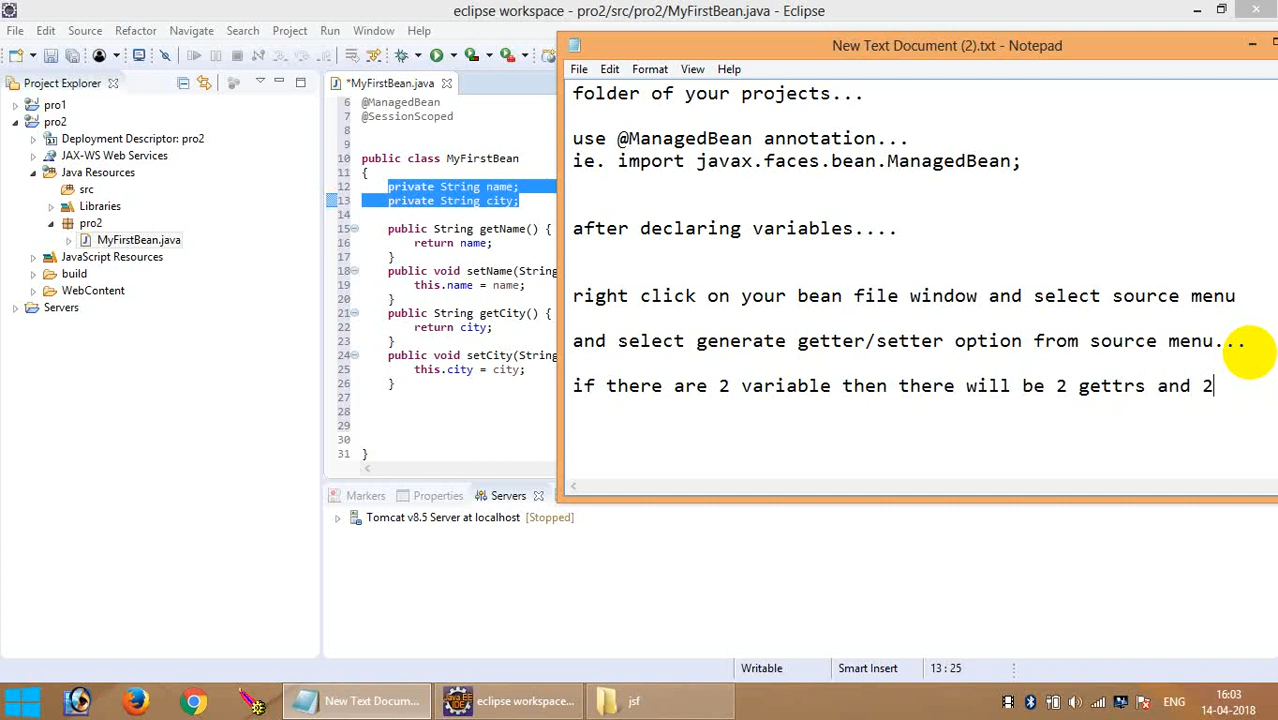 eclipse workspace - pro2/src/pro2/MyFirstBean.java - Eclipse
File Edit Source Refactor Navigate Search Project Run Window Help
New Text Document (2).txt - Notepad
File Edit Format View Help
Project Explorer
pro1
pro2
Deployment Descriptor: pro2
JAX-WS Web Services
Java Resources
src
Libraries
pro2
MyFirstBean.java
JavaScript Resources
build
WebContent
Servers
*MyFirstBean.java
6 @ManagedBean
7 @SessionScoped
8
9
10 public class MyFirstBean
11 {
12 private String name;
13 private String city;
14
15 public String getName() {
16 return name;
17 }
18 public void setName(String
19 this.name = name;
20 }
21 public String getCity() {
22 return city;
23 }
24 public void setCity(String
25 this.city = city;
26 }
27
28
29
30
31 }
folder of your projects...
use @ManagedBean annotation...
ie. import javax.faces.bean.ManagedBean;
after declaring variables....
right click on your bean file window and select source menu
and select generate getter/setter option from source menu...
if there are 2 variable then there will be 2 gettrs and 2
Markers Properties Servers
Tomcat v8.5 Server at localhost [Stopped]
Writable Smart Insert 13 : 25
New Text Docum... eclipse workspace... jsf
ENG
16:03
14-04-2018